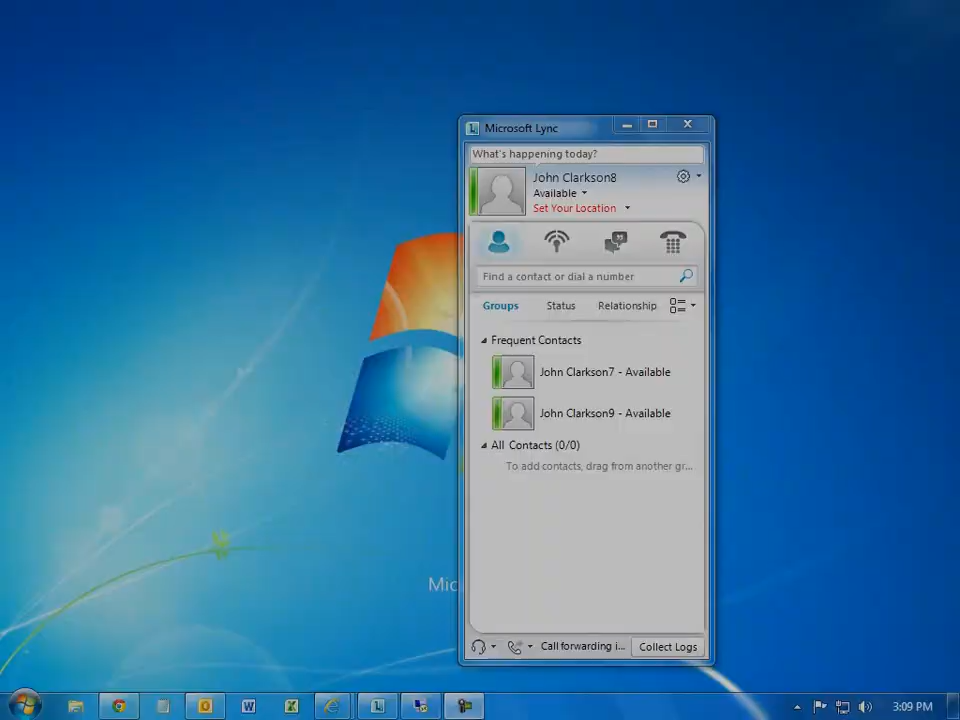 Microsoft Lync
What's happening today?
John Clarkson8
Available
Set Your Location
Find a contact or dial a number
Groups Status Relationship
Frequent Contacts
John Clarkson7 - Available
John Clarkson9 - Available
All Contacts (0/0)
To add contacts, drag from another gr...
Mic
Call forwarding i... Collect Logs
3:09 PM